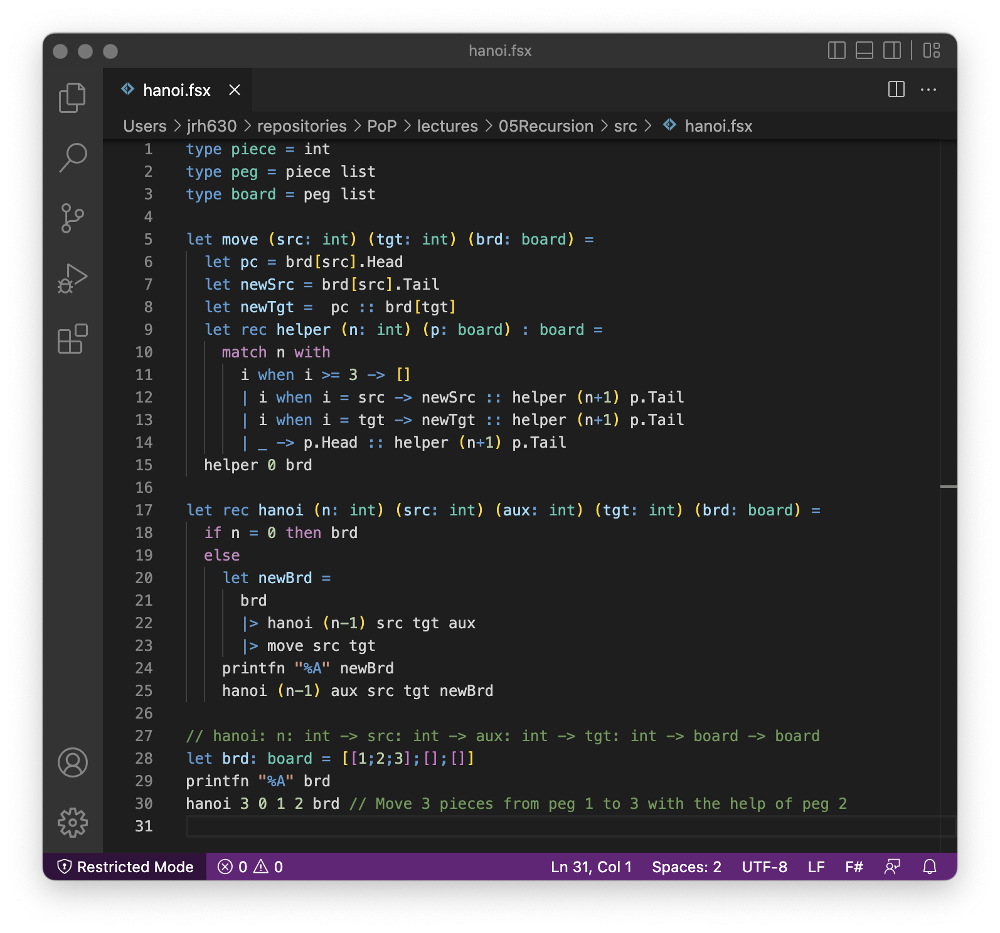 hanoi.fsx
hanoi.fsx
Users > jrh630 > repositories > PoP > lectures > 05Recursion > src > hanoi.fsx
1 type piece = int
2 type peg = piece list
3 type board = peg list
4
5 let move (src: int) (tgt: int) (brd: board) =
6   let pc = brd[src].Head
7   let newSrc = brd[src].Tail
8   let newTgt =  pc :: brd[tgt]
9   let rec helper (n: int) (p: board) : board =
10     match n with
11       i when i >= 3 -> []
12       | i when i = src -> newSrc :: helper (n+1) p.Tail
13       | i when i = tgt -> newTgt :: helper (n+1) p.Tail
14       | _ -> p.Head :: helper (n+1) p.Tail
15   helper 0 brd
16
17 let rec hanoi (n: int) (src: int) (aux: int) (tgt: int) (brd: board) =
18   if n = 0 then brd
19   else
20     let newBrd =
21       brd
22       |> hanoi (n-1) src tgt aux
23       |> move src tgt
24     printfn "%A" newBrd
25     hanoi (n-1) aux src tgt newBrd
26
27 // hanoi: n: int -> src: int -> aux: int -> tgt: int -> board -> board
28 let brd: board = [[1;2;3];[];[]]
29 printfn "%A" brd
30 hanoi 3 0 1 2 brd // Move 3 pieces from peg 1 to 3 with the help of peg 2
31
Restricted Mode 0 0 Ln 31, Col 1 Spaces: 2 UTF-8 LF F#